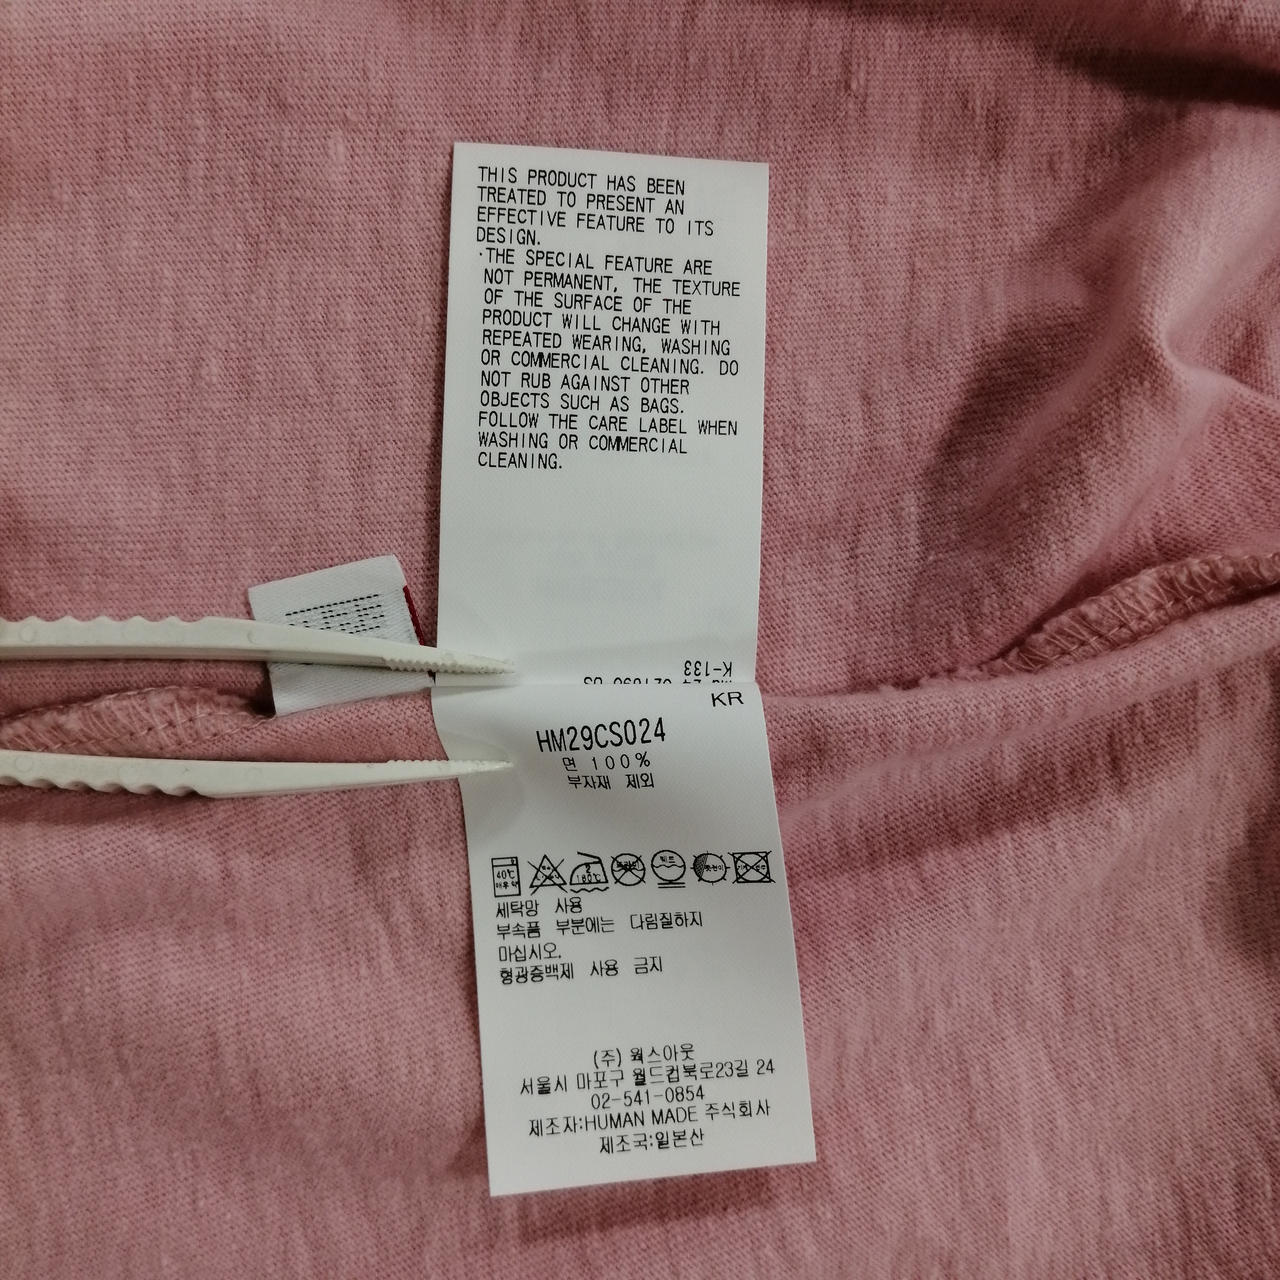 THIS PRODUCT HAS BEEN
TREATED TO PRESENT AN
EFFECTIVE FEATURE TO ITS
DESIGN.
·THE SPECIAL FEATURE ARE
NOT PERMANENT, THE TEXTURE
OF THE SURFACE OF THE
PRODUCT WILL CHANGE WITH
REPEATED WEARING, WASHING
OR COMMERCIAL CLEANING. DO
NOT RUB AGAINST OTHER
OBJECTS SUCH AS BAGS.
FOLLOW THE CARE LABEL WHEN
WASHING OR COMMERCIAL
CLEANING.
K-133
KR
HM29CS024
면 100%
부자재 제외
40℃
180℃
세탁망 사용
부속품 부분에는 다림질하지
마십시오.
형광증백제 사용 금지
(주) 웍스아웃
서울시 마포구 월드컵북로23길 24
02-541-0854
제조자:HUMAN MADE 주식회사
제조국:일본산